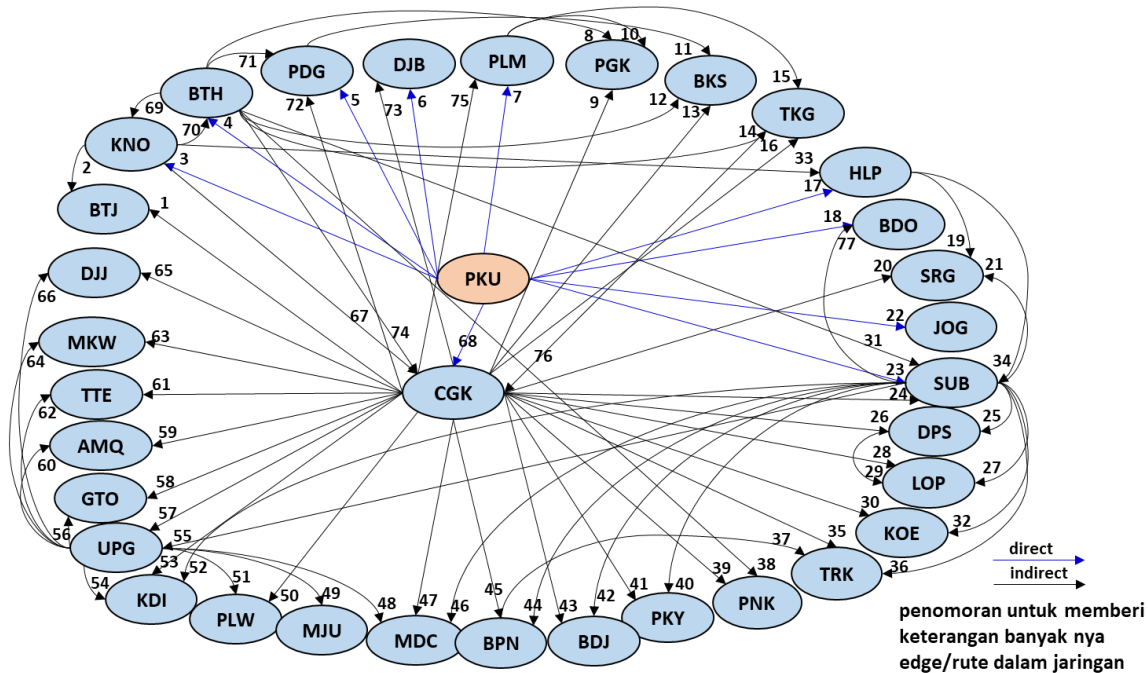 8 10 11
71 PDG DJB PLM PGK BKS 15
BTH 72 5 6 75 7 9 12 13 TKG
69 73
70 4 14
KNO 16
2 3 33 HLP
17
BTJ 1 18 BDO
77
19
DJJ 65 PKU 20 SRG 21
66
22 JOG
67 74 68 31
MKW 63 76 34
64 23 SUB
TTE 61 CGK 24
62 26 25
AMQ 59 DPS
60 28
GTO 58 29 LOP 27
57 30
56 KOE 32
UPG 55 35
53 37 direct
54 52 38 TRK 36 indirect
KDI 51 39
50 49 47 45 41 40 PNK
PLW 48 46 44 43 42 PKY
MJU MDC BPN BDJ
penomoran untuk memberi
keterangan banyak nya
edge/rute dalam jaringan